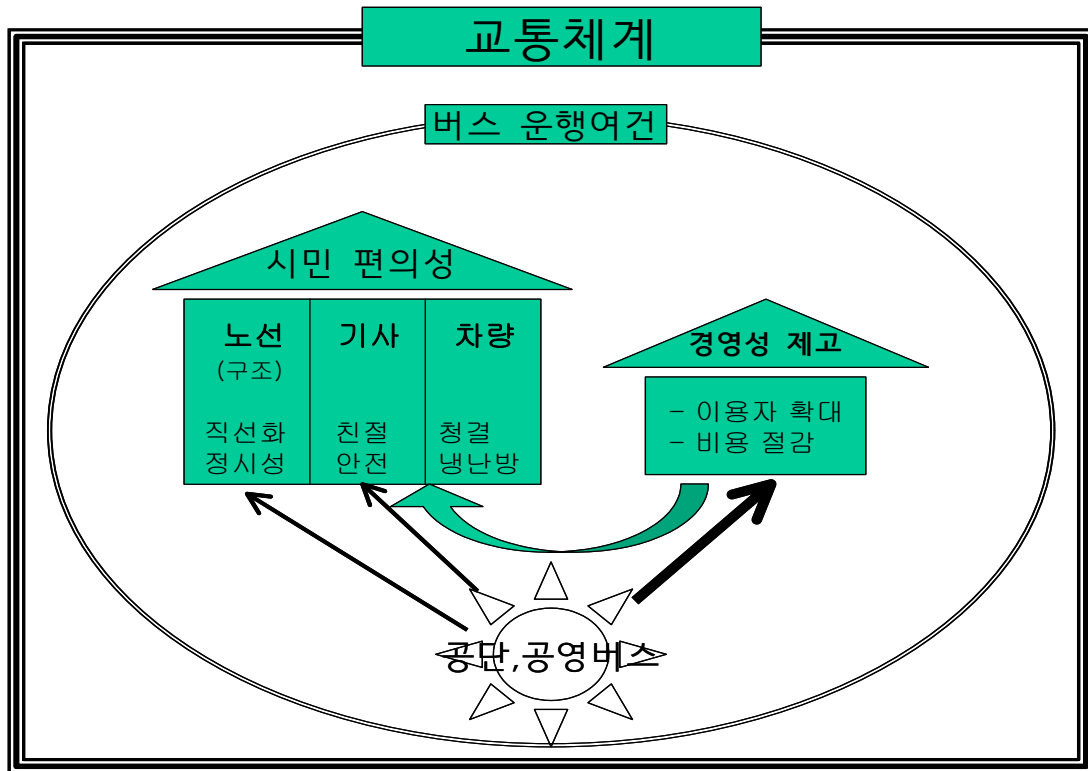 교통체계
버스 운행여건
시민 편의성
노선
(구조)
직선화
정시성
기사
친절
안전
차량
청결
냉난방
경영성 제고
- 이용자 확대
- 비용 절감
공단,공영버스